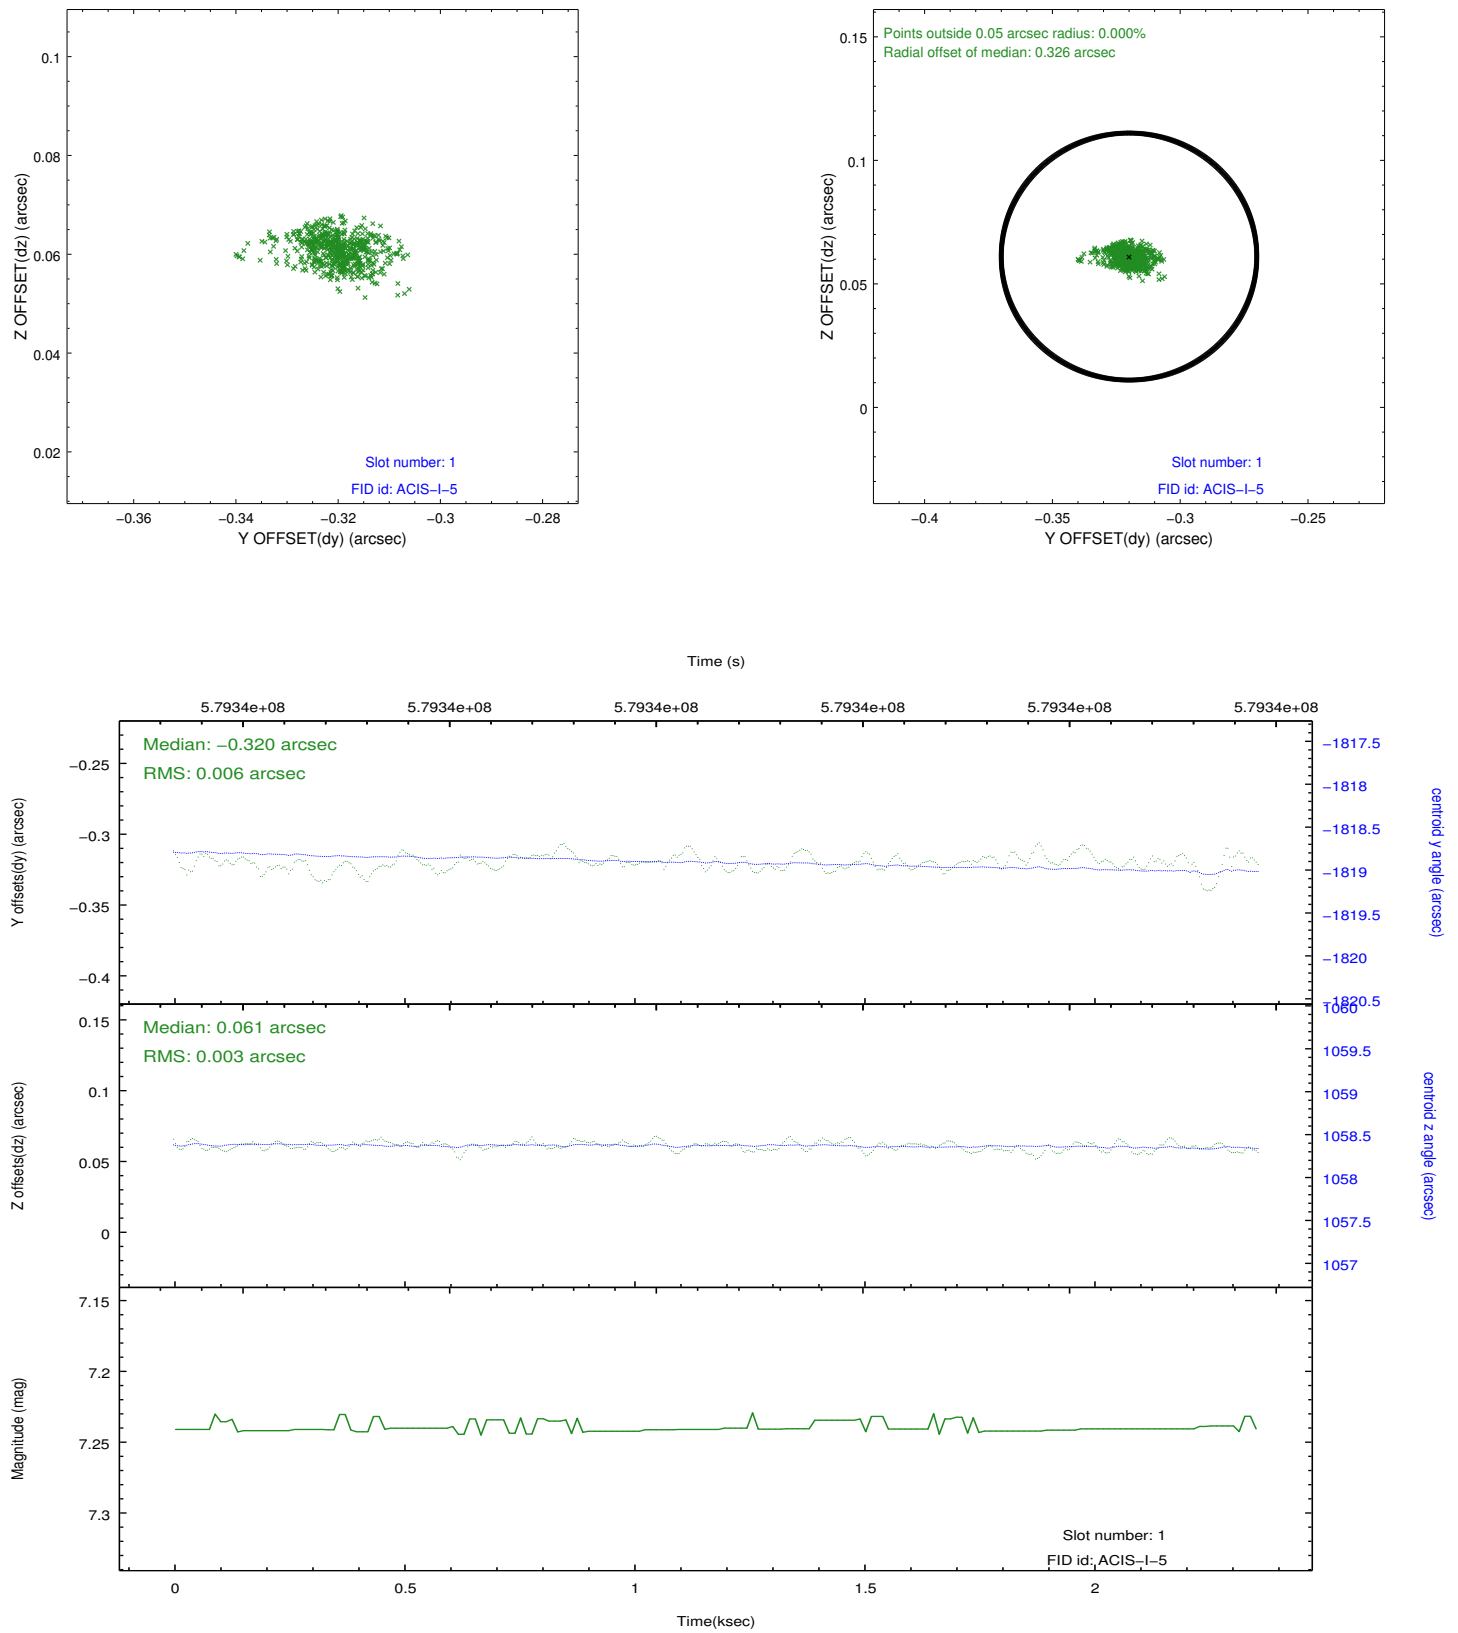 0.1
0.08
0.06
0.04
0.02
Z OFFSET(dz) (arcsec)
Slot number: 1
FID id: ACIS−I−5
−0.36 −0.34 −0.32 −0.3 −0.28
Y OFFSET(dy) (arcsec)
Points outside 0.05 arcsec radius: 0.000%
Radial offset of median: 0.326 arcsec
0.15
0.1
0.05
0
Z OFFSET(dz) (arcsec)
Slot number: 1
FID id: ACIS−I−5
−0.4 −0.35 −0.3 −0.25
Y OFFSET(dy) (arcsec)
Time (s)
5.7934e+08 5.7934e+08 5.7934e+08 5.7934e+08 5.7934e+08 5.7934e+08
Median: −0.320 arcsec
RMS: 0.006 arcsec
−0.25
−0.3
−0.35
−0.4
Y offsets(dy) (arcsec)
−1817.5
−1818
−1818.5
−1819
−1819.5
−1820
−1820.5
centroid y angle (arcsec)
Median: 0.061 arcsec
RMS: 0.003 arcsec
0.15
0.1
0.05
0
Z offsets(dz) (arcsec)
1060
1059.5
1059
1058.5
1058
1057.5
1057
centroid z angle (arcsec)
7.15
7.2
7.25
7.3
Magnitude (mag)
Slot number: 1
FID id: ACIS−I−5
0 0.5 1 1.5 2
Time(ksec)